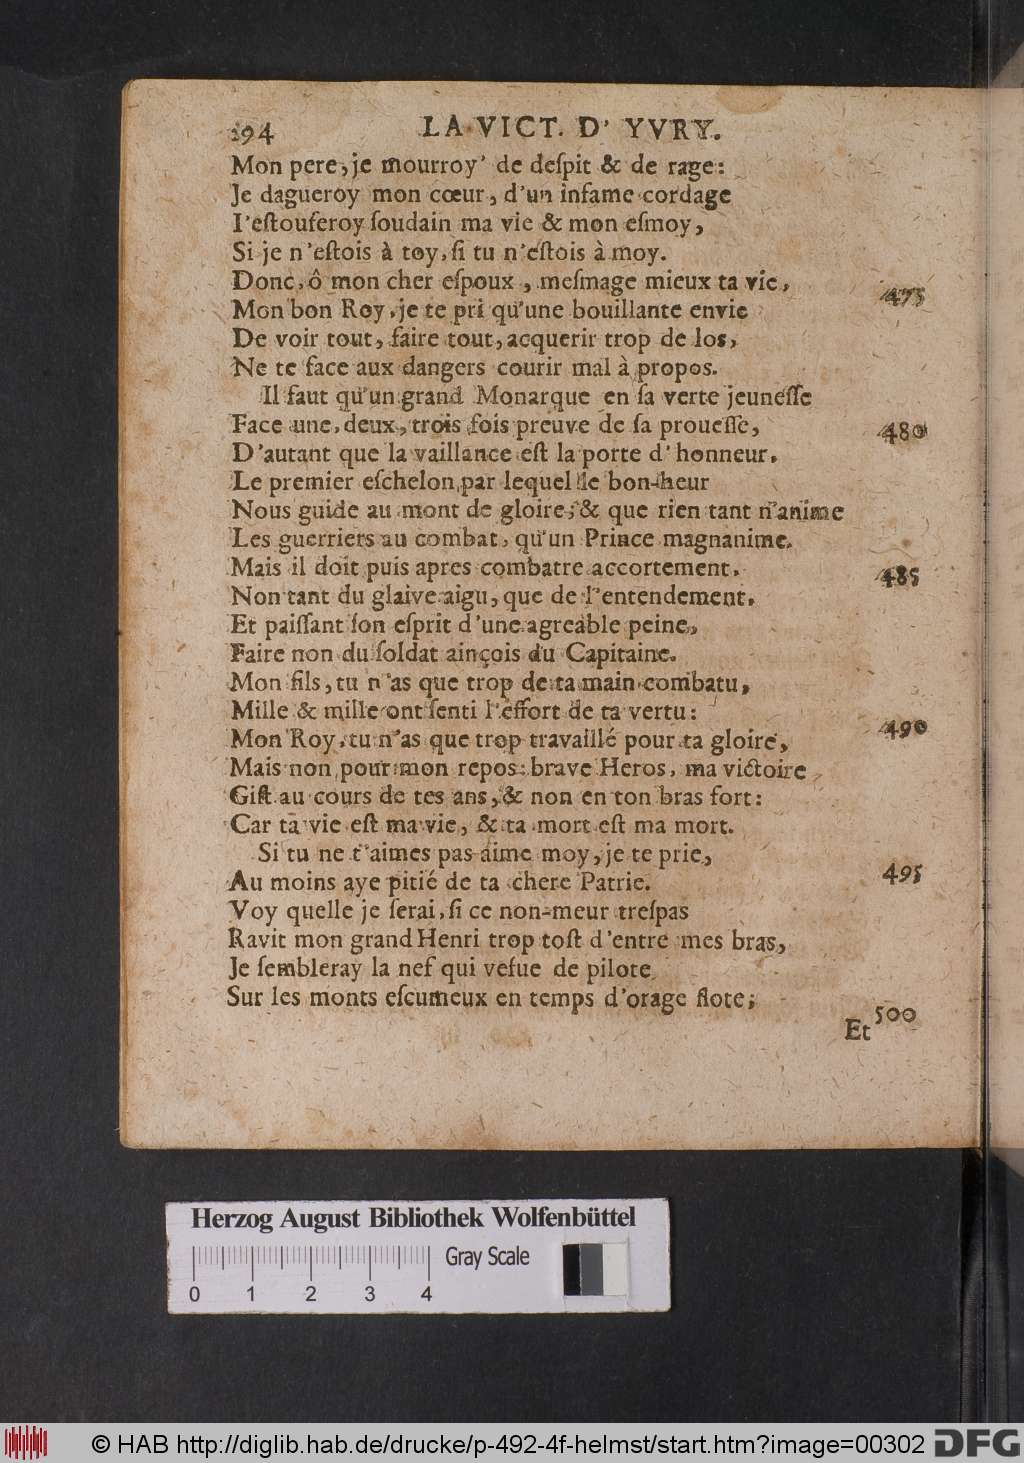 194 LA VICT. D' YVRY.
Mon pere, je mourroy' de deſpit & de rage:
Je dagueroy mon cœur, d'un infame cordage
I'eſtouferoy ſoudain ma vie & mon eſmoy,
Si je n'eſtois à toy, ſi tu n'eſtois à moy.
Donc, ô mon cher eſpoux, meſmage mieux ta vie, 475
Mon bon Roy, je te pri qu'une bouillante envie
De voir tout, faire tout, acquerir trop de los,
Ne te face aux dangers courir mal à propos.
Il faut qu'un grand Monarque en ſa verte jeuneſſe
Face une, deux, trois fois preuve de ſa proueſſe, 480
D'autant que la vaillance eſt la porte d'honneur,
Le premier eſchelon par lequel le bon-heur
Nous guide au mont de gloire, & que rien tant n'anime
Les guerriers au combat, qu'un Prince magnanime.
Mais il doit puis apres combatre accortement, 485
Non tant du glaive aigu, que de l'entendement,
Et paiſſant ſon eſprit d'une agreable peine,
Faire non du ſoldat ainçois du Capitaine.
Mon fils, tu n'as que trop de ta main combatu,
Mille & mille ont ſenti l'effort de ta vertu: 490
Mon Roy, tu n'as que trop travaillé pour ta gloire,
Mais non pour mon repos: brave Heros, ma victoire
Giſt au cours de tes ans, & non en ton bras fort:
Car ta vie eſt ma vie, & ta mort eſt ma mort.
Si tu ne t'aimes pas aime moy, je te prie, 495
Au moins aye pitié de ta chere Patrie.
Voy quelle je ſerai, ſi ce non-meur treſpas
Ravit mon grand Henri trop toſt d'entre mes bras,
Je ſembleray la nef qui veſue de pilote
Sur les monts eſcumeux en temps d'orage flote; 500
Et
Herzog August Bibliothek Wolfenbüttel
Gray Scale
0 1 2 3 4
© HAB http://diglib.hab.de/drucke/p-492-4f-helmst/start.htm?image=00302 DFG